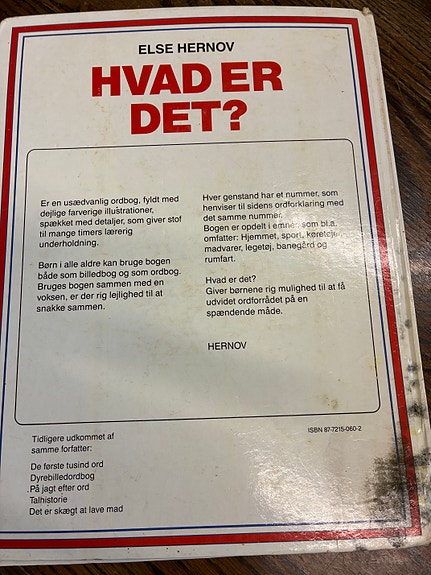 ELSE HERNOV
HVAD ER
DET?
Er en usædvanlig ordbog, fyldt med
dejlige farverige illustrationer,
spækket med detaljer, som giver stof
til mange timers lærerig
underholdning.
Børn i alle aldre kan bruge bogen
både som billedbog og som ordbog.
Bruges bogen sammen med en
voksen, er der rig lejlighed til at
snakke sammen.
Hver genstand har et nummer, som
henviser til sidens ordforklaring med
det samme nummer.
Bogen er opdelt i emner, som bl.a.
omfatter: Hjemmet, sport, køretøjer,
madvarer, legetøj, banegård og
rumfart.
Hvad er det?
Giver børnene rig mulighed til at få
udvidet ordforrådet på en
spændende måde.
HERNOV
ISBN 87-7215-060-2
Tidligere udkommet af
samme forfatter:
De første tusind ord
Dyrebilledordbog
På jagt efter ord
Talhistorie
Det er skægt at lave mad